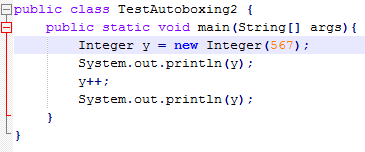 public class TestAutoboxing2 {
    public static void main(String[] args){
        Integer y = new Integer(567);
        System.out.println(y);
        y++;
        System.out.println(y);
    }
}